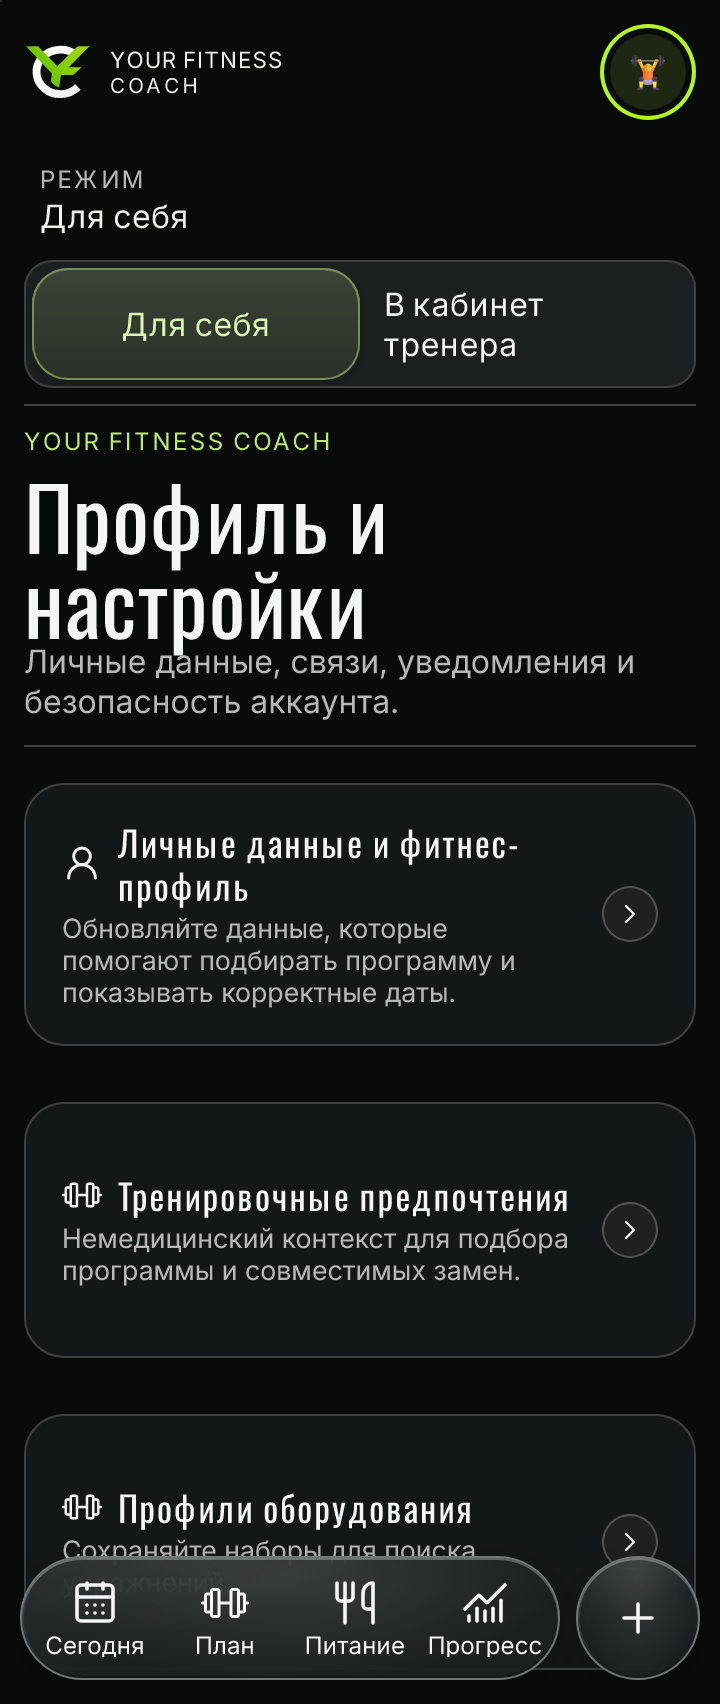 YOUR FITNESS
COACH
РЕЖИМ
Для себя
Для себя
В кабинет
тренера
YOUR FITNESS COACH
Профиль и
настройки
Личные данные, связи, уведомления и
безопасность аккаунта.
Личные данные и фитнес-
профиль
Обновляйте данные, которые
помогают подбирать программу и
показывать корректные даты.
Тренировочные предпочтения
Немедицинский контекст для подбора
программы и совместимых замен.
Профили оборудования
Сохраняйте наборы для поиска
упражнений.
Сегодня
План
Питание
Прогресс